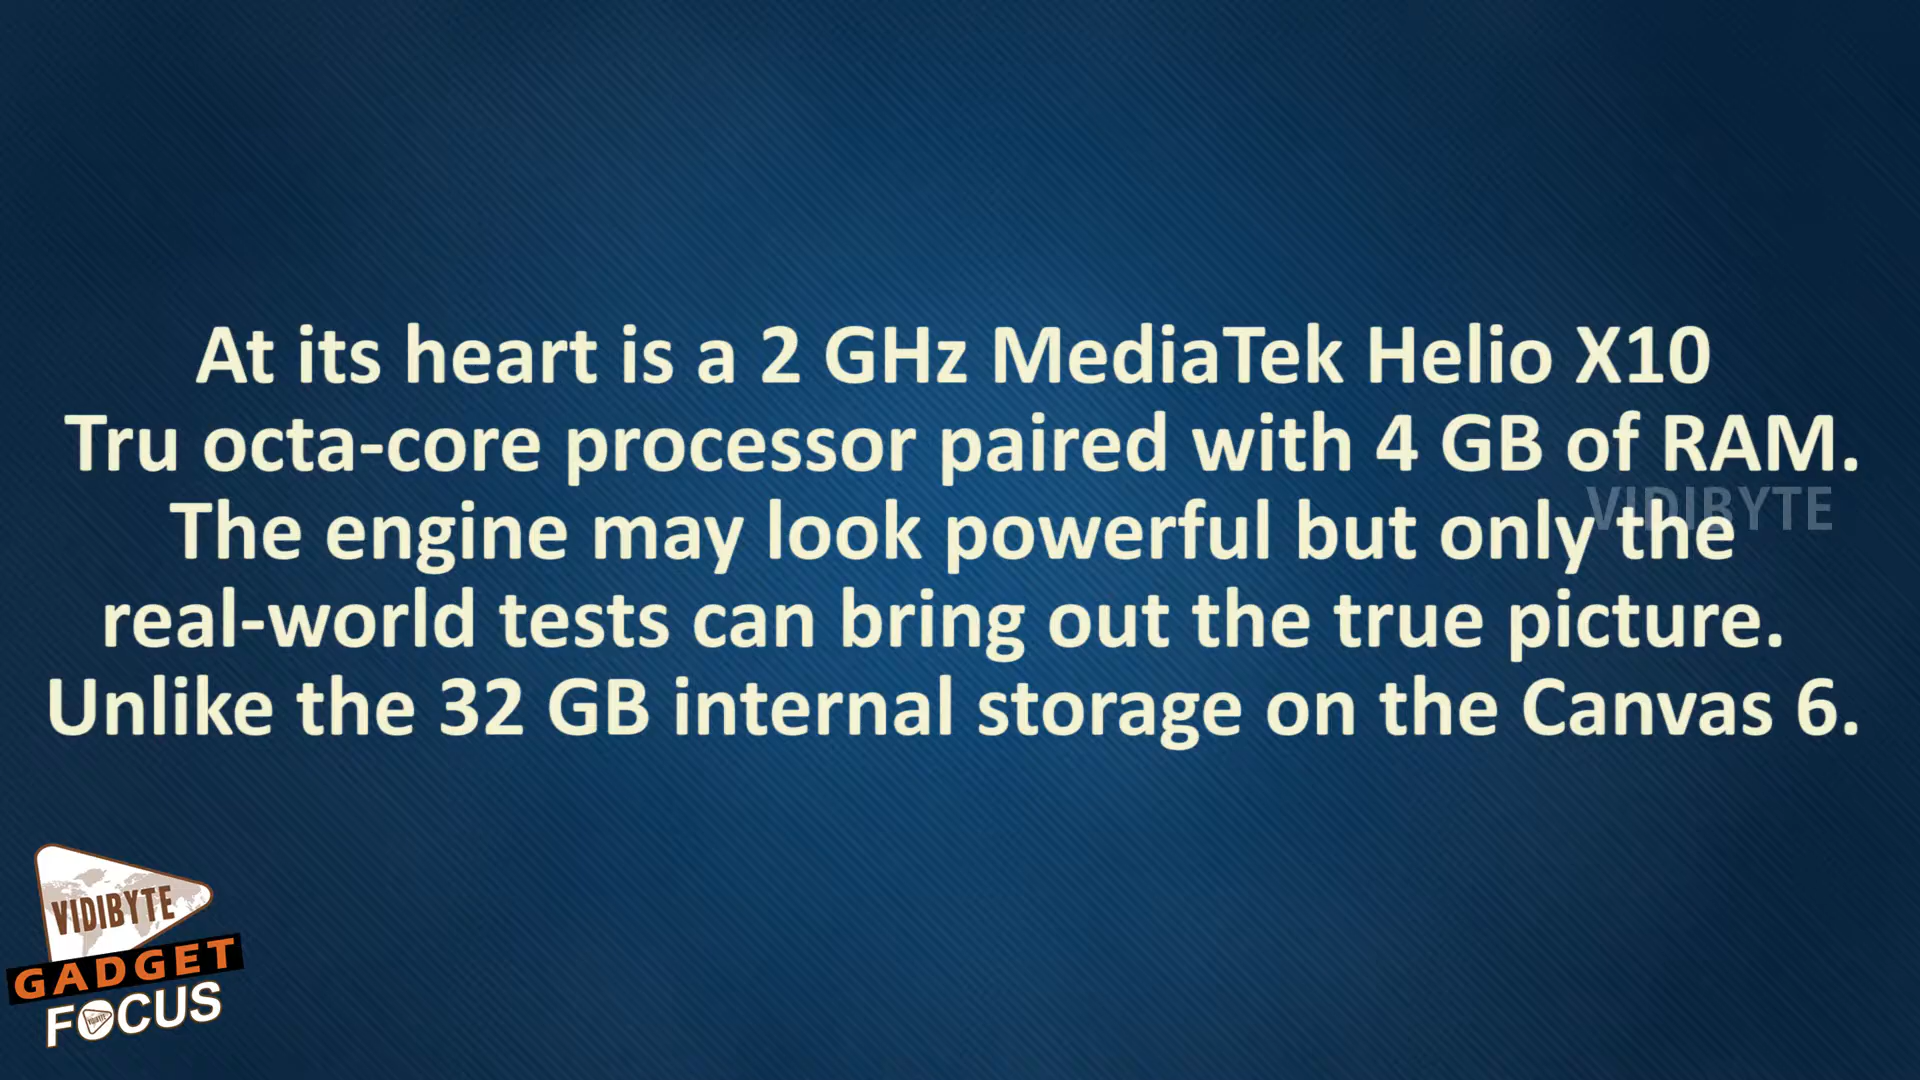 At its heart is a 2 GHz MediaTek Helio X10
Tru octa-core processor paired with 4 GB of RAM.
VIDIBYTE
The engine may look powerful but only the
real-world tests can bring out the true picture.
Unlike the 32 GB internal storage on the Canvas 6.
VIDIBYTE
GADGET
FOCUS